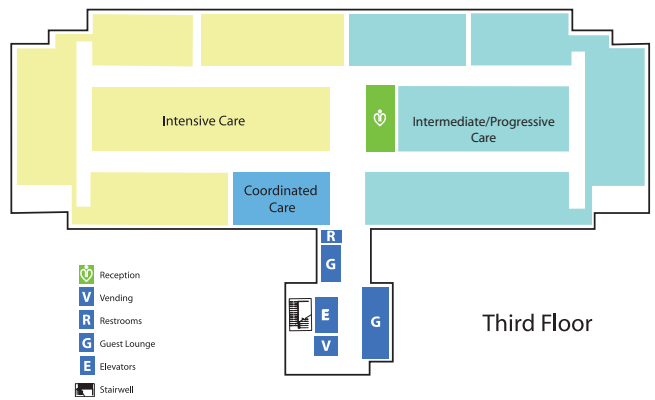 Intensive Care
Intermediate/Progressive
Care
Coordinated
Care
R
G
E
G
V
Third Floor
Reception
V Vending
R Restrooms
G Guest Lounge
E Elevators
Stairwell